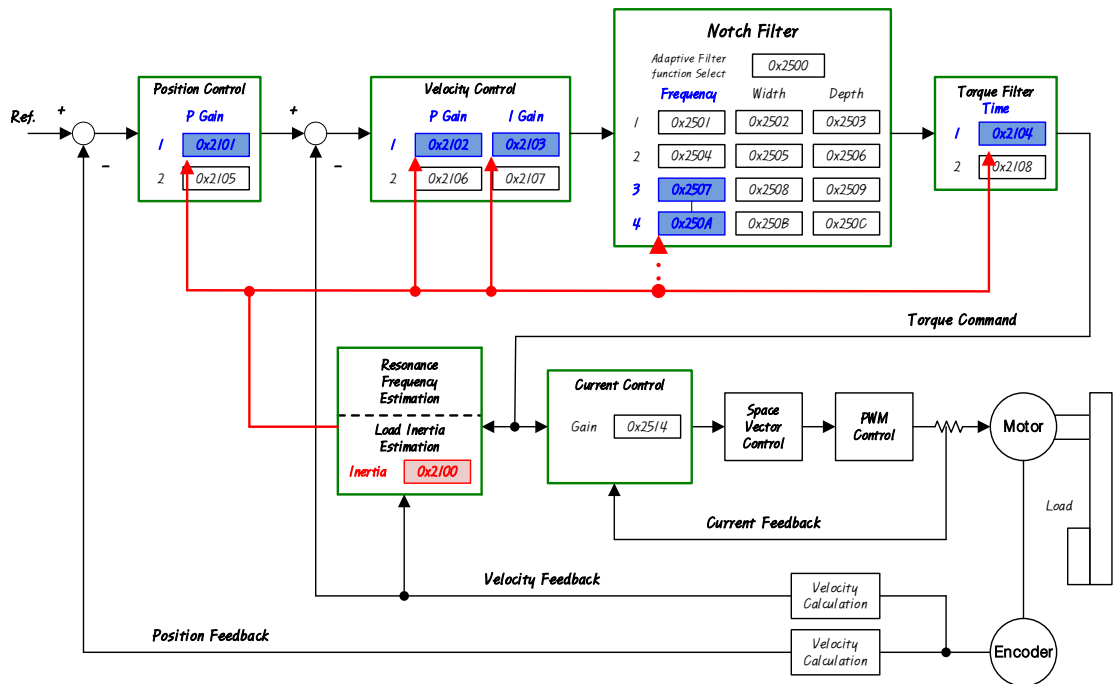 Notch Filter
Adaptive Filter
function Select
0x2500
Frequency Width Depth
1 0x2501 0x2502 0x2503
2 0x2504 0x2505 0x2506
3 0x2507 0x2508 0x2509
4 0x250A 0x250B 0x250C
Ref.
+
-
Position Control
P Gain
1 0x2101
2 0x2105
+
-
Velocity Control
P Gain I Gain
1 0x2102 0x2103
2 0x2106 0x2107
Torque Filter
Time
1 0x2104
2 0x2108
Torque Command
Resonance
Frequency
Estimation
Load Inertia
Estimation
Inertia 0x2100
Current Control
Gain 0x2514
Space
Vector
Control
PWM
Control
Motor
Load
Current Feedback
Velocity Feedback
Velocity
Calculation
Position Feedback
Velocity
Calculation
Encoder